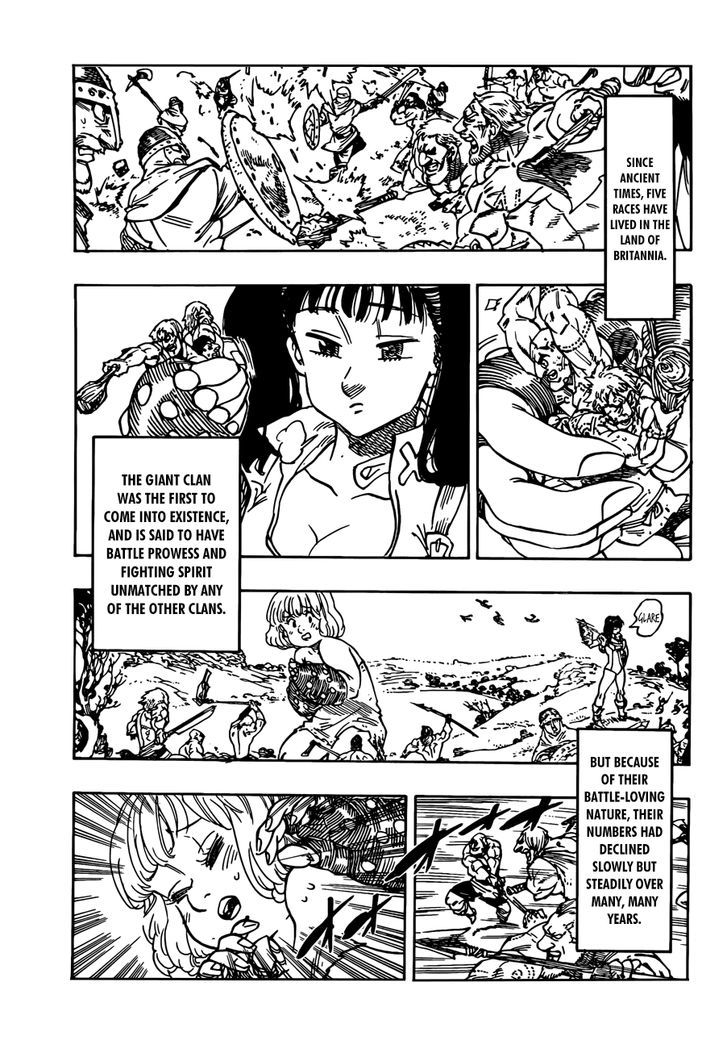 SINCE
ANCIENT
TIMES, FIVE
RACES HAVE
LIVED IN THE
LAND OF
BRITANNIA.
THE GIANT CLAN
WAS THE FIRST TO
COME INTO EXISTENCE,
AND IS SAID TO HAVE
BATTLE PROWESS AND
FIGHTING SPIRIT
UNMATCHED BY ANY
OF THE OTHER CLANS.
GLARE
BUT BECAUSE
OF THEIR
BATTLE-LOVING
NATURE, THEIR
NUMBERS HAD
DECLINED
SLOWLY BUT
STEADILY OVER
MANY, MANY
YEARS.